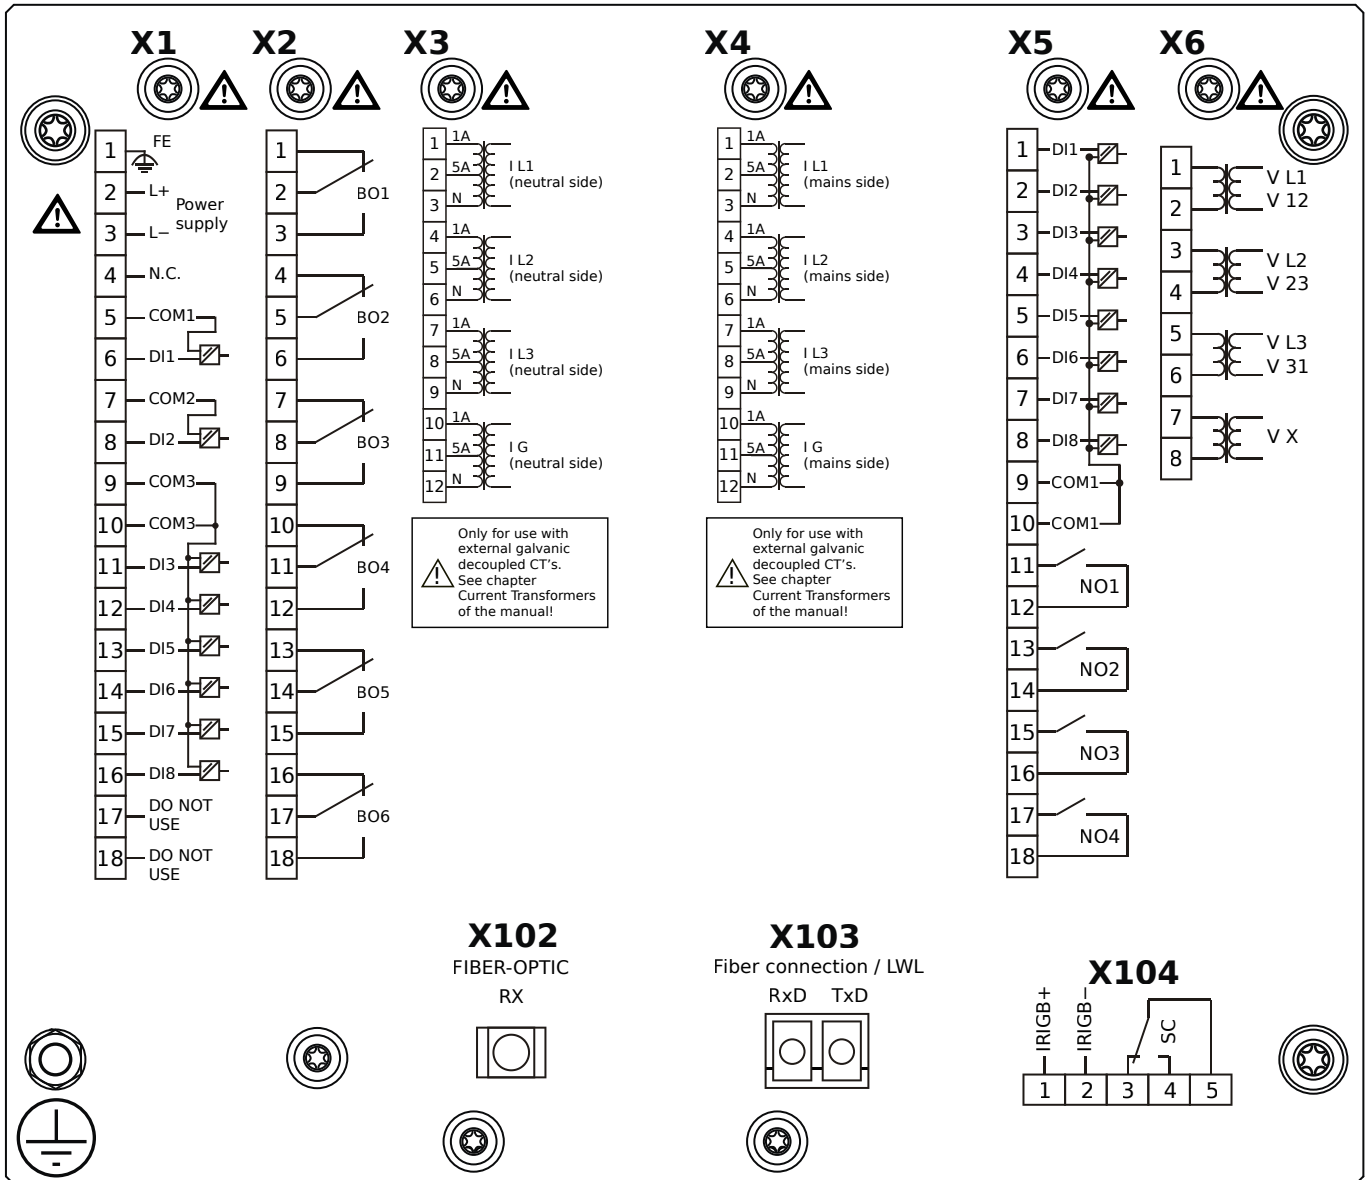 X1
X2
X3
X4
X5
X6
1
FE
2
L+
Power
supply
3
L−
4
N.C.
5
COM1
6
DI1
7
COM2
8
DI2
9
COM3
10
COM3
11
DI3
12
DI4
13
DI5
14
DI6
15
DI7
16
DI8
17
DO NOT
USE
18
DO NOT
USE
1
2
BO1
3
4
5
BO2
6
7
8
BO3
9
10
11
BO4
12
13
14
BO5
15
16
17
BO6
18
1
1A
2
5A
3
N
I L1
(neutral side)
4
1A
5
5A
6
N
I L2
(neutral side)
7
1A
8
5A
9
N
I L3
(neutral side)
10
1A
11
5A
12
N
I G
(neutral side)
Only for use with
external galvanic
decoupled CT's.
See chapter
Current Transformers
of the manual!
1
1A
2
5A
3
N
I L1
(mains side)
4
1A
5
5A
6
N
I L2
(mains side)
7
1A
8
5A
9
N
I L3
(mains side)
10
1A
11
5A
12
N
I G
(mains side)
Only for use with
external galvanic
decoupled CT's.
See chapter
Current Transformers
of the manual!
1
DI1
2
DI2
3
DI3
4
DI4
5
DI5
6
DI6
7
DI7
8
DI8
9
COM1
10
COM1
11
NO1
12
13
NO2
14
15
NO3
16
17
NO4
18
1
V L1
2
V 12
3
V L2
4
V 23
5
V L3
6
V 31
7
V X
8
X102
FIBER-OPTIC
RX
X103
Fiber connection / LWL
RxD TxD
X104
IRIGB+
IRIGB−
SC
1 2 3 4 5